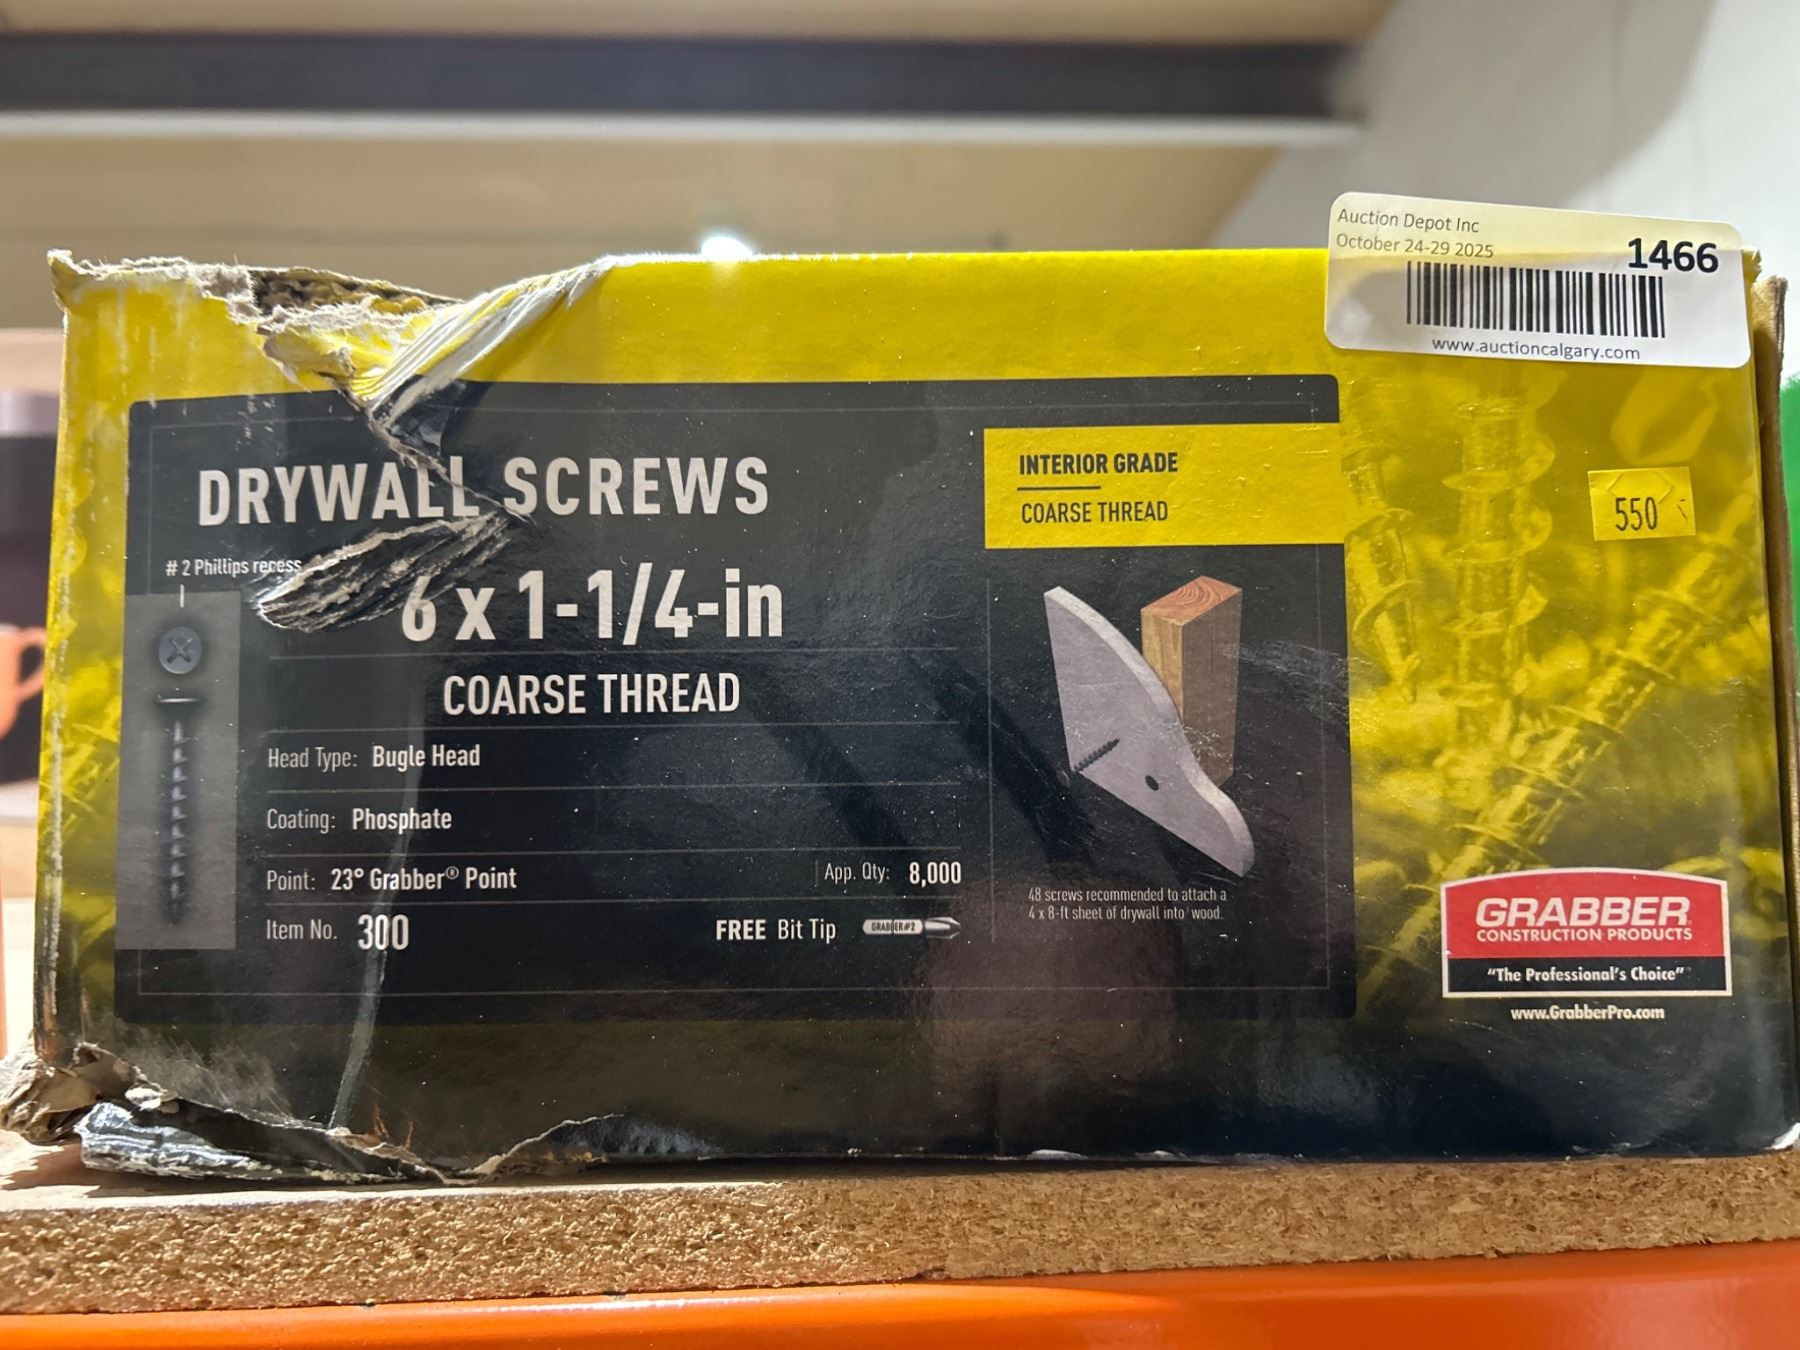 Auction Depot Inc
October 24-29 2025
1466
www.auctioncalgary.com
DRYWALL SCREWS
INTERIOR GRADE
COARSE THREAD
550
# 2 Phillips recess
6 x 1-1/4-in
COARSE THREAD
Head Type: Bugle Head
Coating: Phosphate
Point: 23° Grabber® Point
App. Qty: 8,000
Item No. 300
FREE Bit Tip
GRABBER#2
48 screws recommended to attach a
4 x 8-ft sheet of drywall into wood.
GRABBER
CONSTRUCTION PRODUCTS
"The Professional's Choice"
www.GrabberPro.com